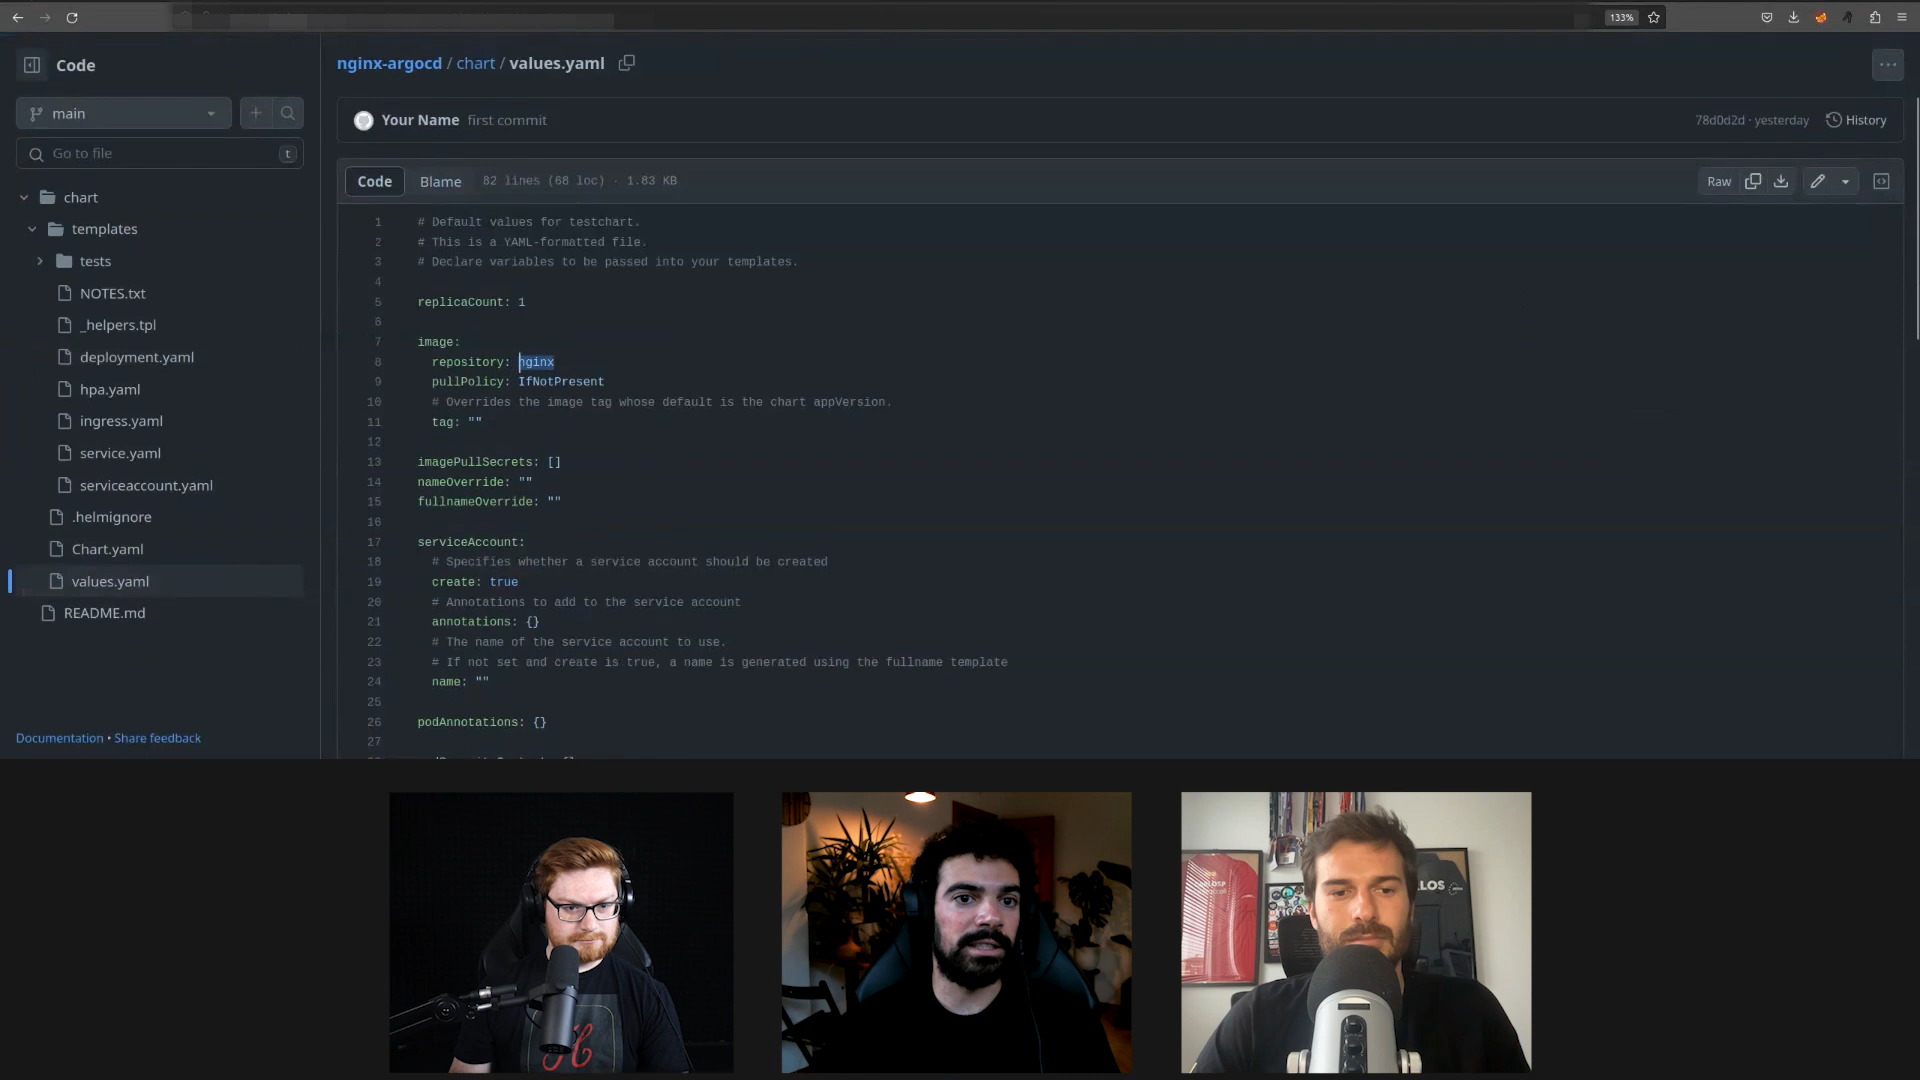 133%
Code
main
Go to file
t
chart
templates
tests
NOTES.txt
_helpers.tpl
deployment.yaml
hpa.yaml
ingress.yaml
service.yaml
serviceaccount.yaml
.helmignore
Chart.yaml
values.yaml
README.md
Documentation • Share feedback
nginx-argocd / chart / values.yaml
Your Name first commit
78d0d2d · yesterday
History
Code
Blame
82 lines (68 loc) · 1.83 KB
Raw
1 # Default values for testchart.
2 # This is a YAML-formatted file.
3 # Declare variables to be passed into your templates.
4
5 replicaCount: 1
6
7 image:
8 repository: nginx
9 pullPolicy: IfNotPresent
10 # Overrides the image tag whose default is the chart appVersion.
11 tag: ""
12
13 imagePullSecrets: []
14 nameOverride: ""
15 fullnameOverride: ""
16
17 serviceAccount:
18 # Specifies whether a service account should be created
19 create: true
20 # Annotations to add to the service account
21 annotations: {}
22 # The name of the service account to use.
23 # If not set and create is true, a name is generated using the fullname template
24 name: ""
25
26 podAnnotations: {}
27